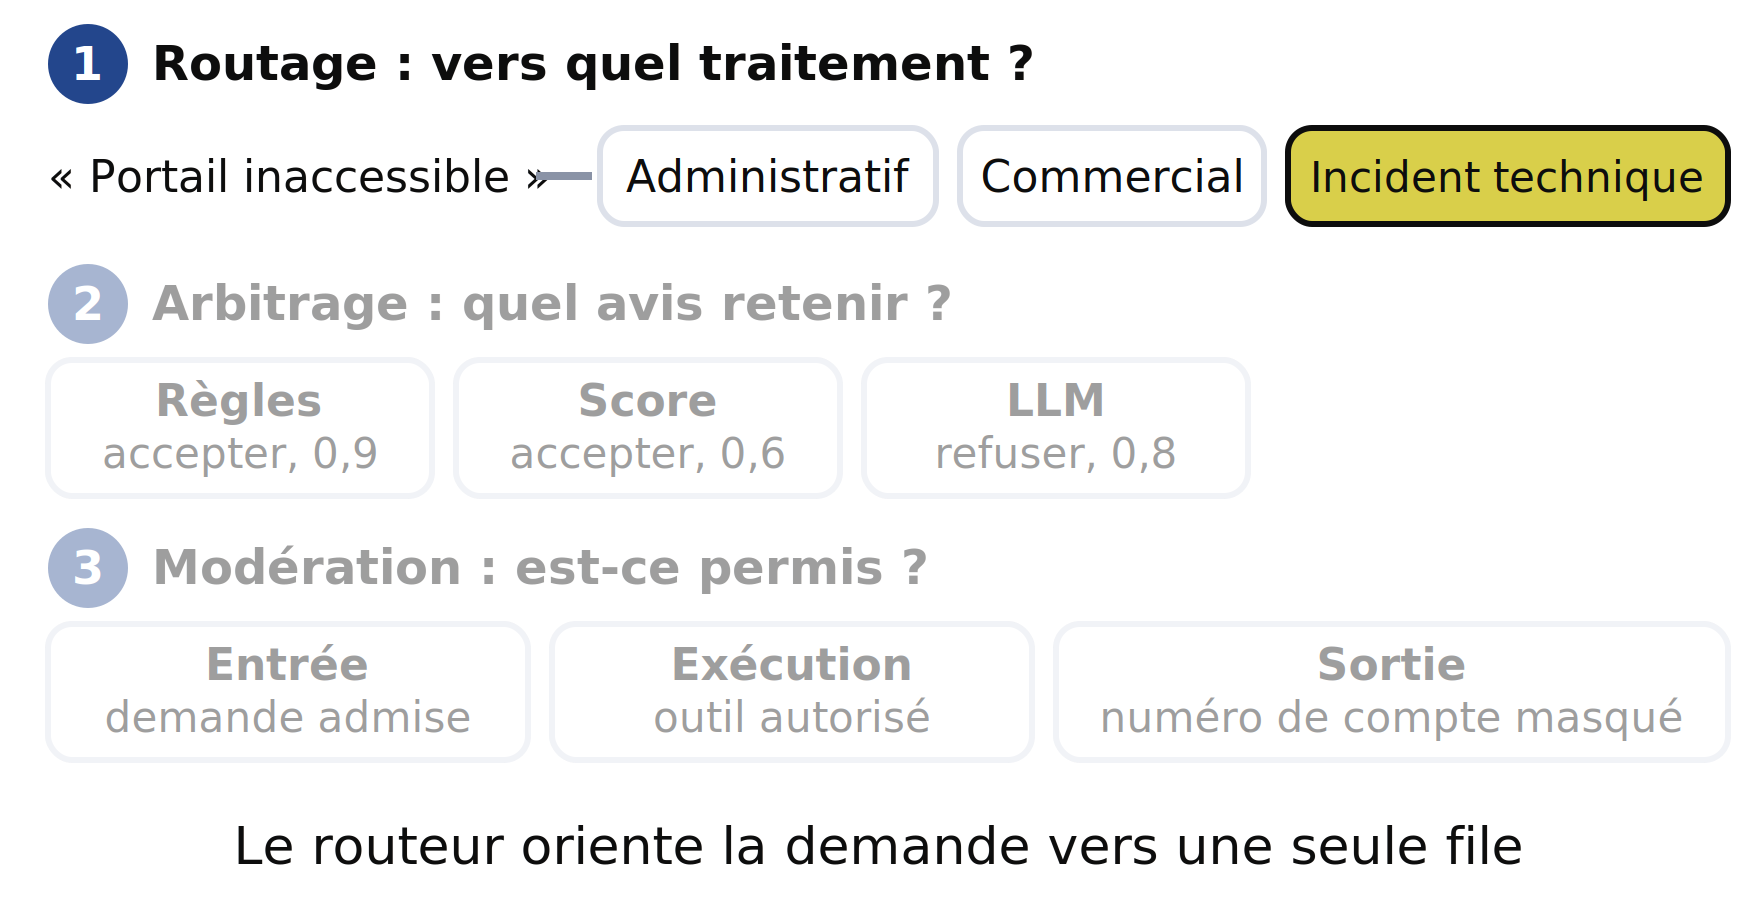 1 Routage : vers quel traitement ?
« Portail inaccessible » Administratif Commercial Incident technique
2 Arbitrage : quel avis retenir ?
Règles Score LLM
accepter, 0,9 accepter, 0,6 refuser, 0,8
3 Modération : est-ce permis ?
Entrée Exécution Sortie
demande admise outil autorisé numéro de compte masqué
Le routeur oriente la demande vers une seule file